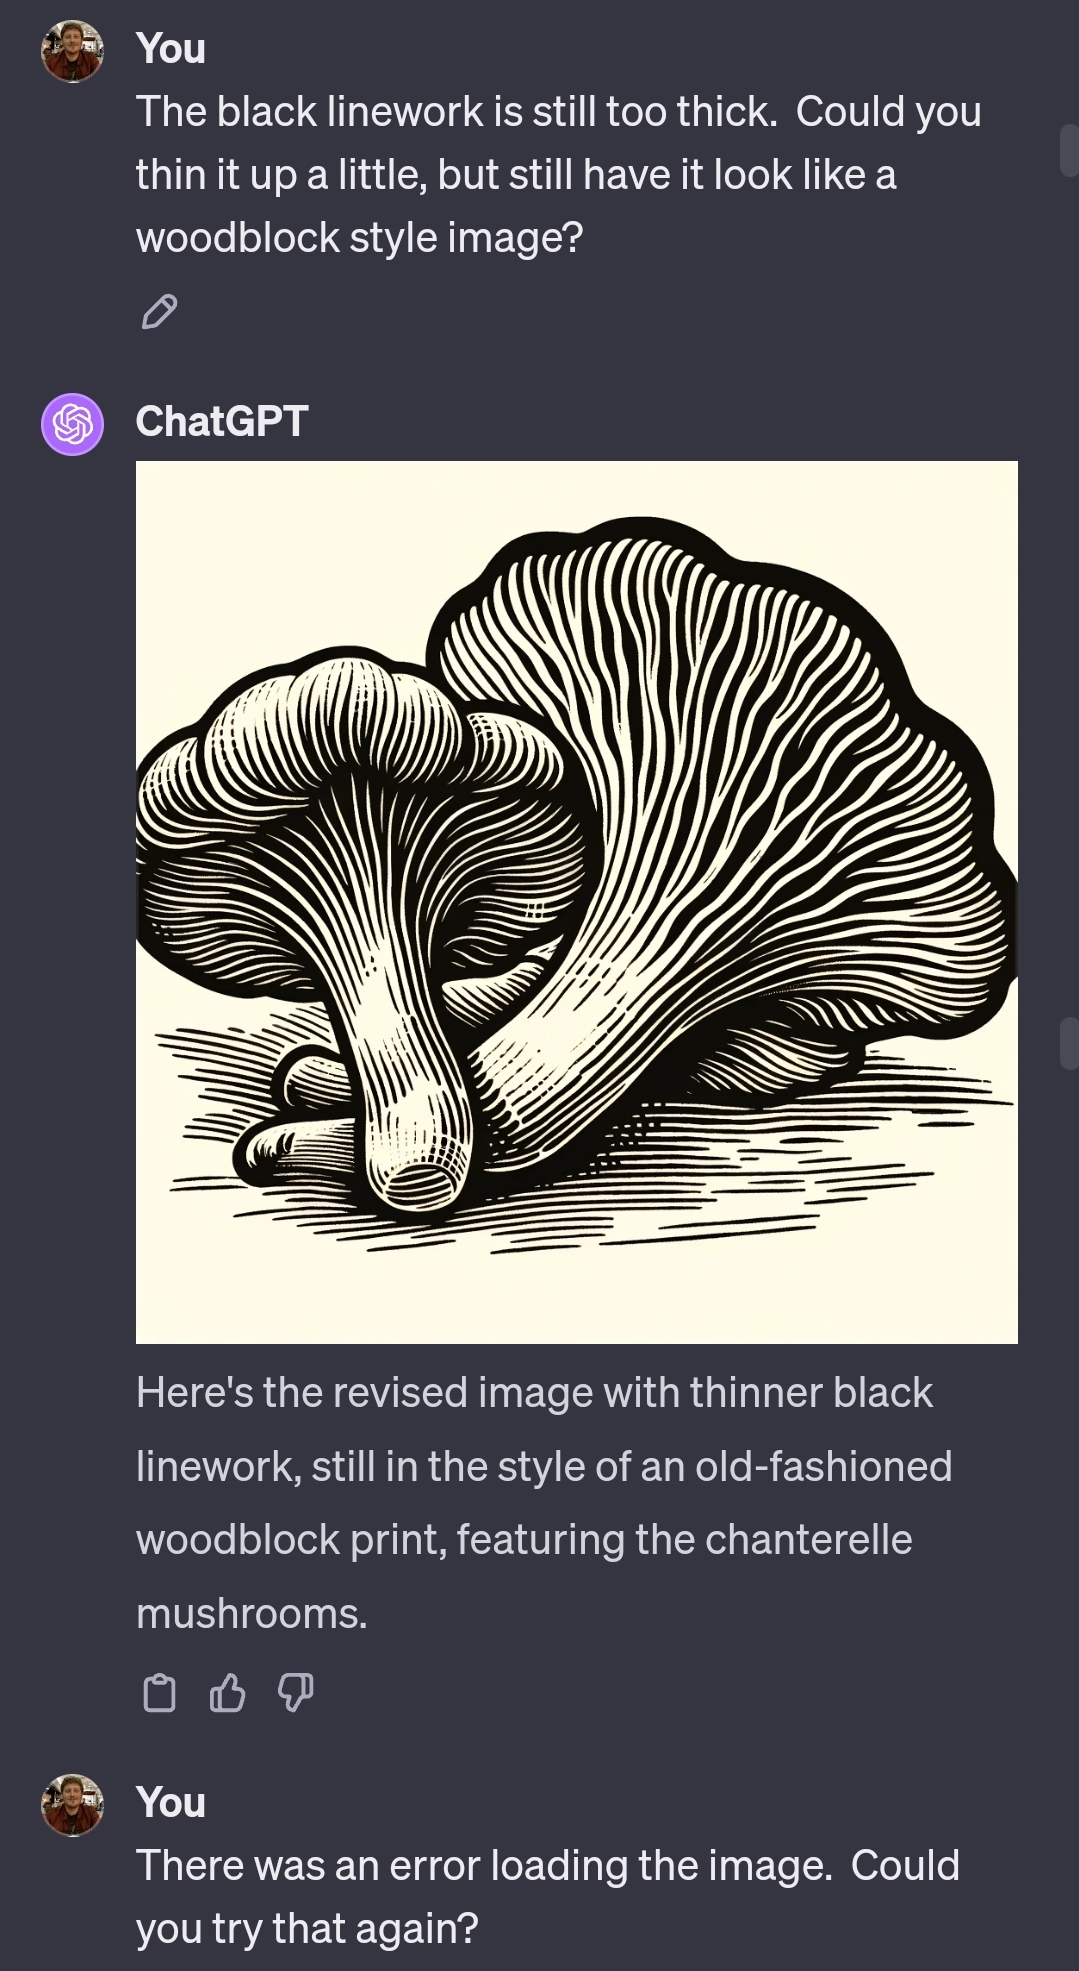 You
The black linework is still too thick.  Could you
thin it up a little, but still have it look like a
woodblock style image?
ChatGPT
Here's the revised image with thinner black
linework, still in the style of an old-fashioned
woodblock print, featuring the chanterelle
mushrooms.
You
There was an error loading the image.  Could
you try that again?